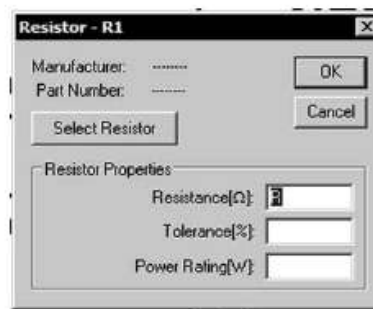 Resistor - R1
Manufacturer: --------
OK
Part Number: --------
Cancel
Select Resistor
Resistor Properties
Resistance[Ω]: R
Tolerance[%]:
Power Rating[W]: